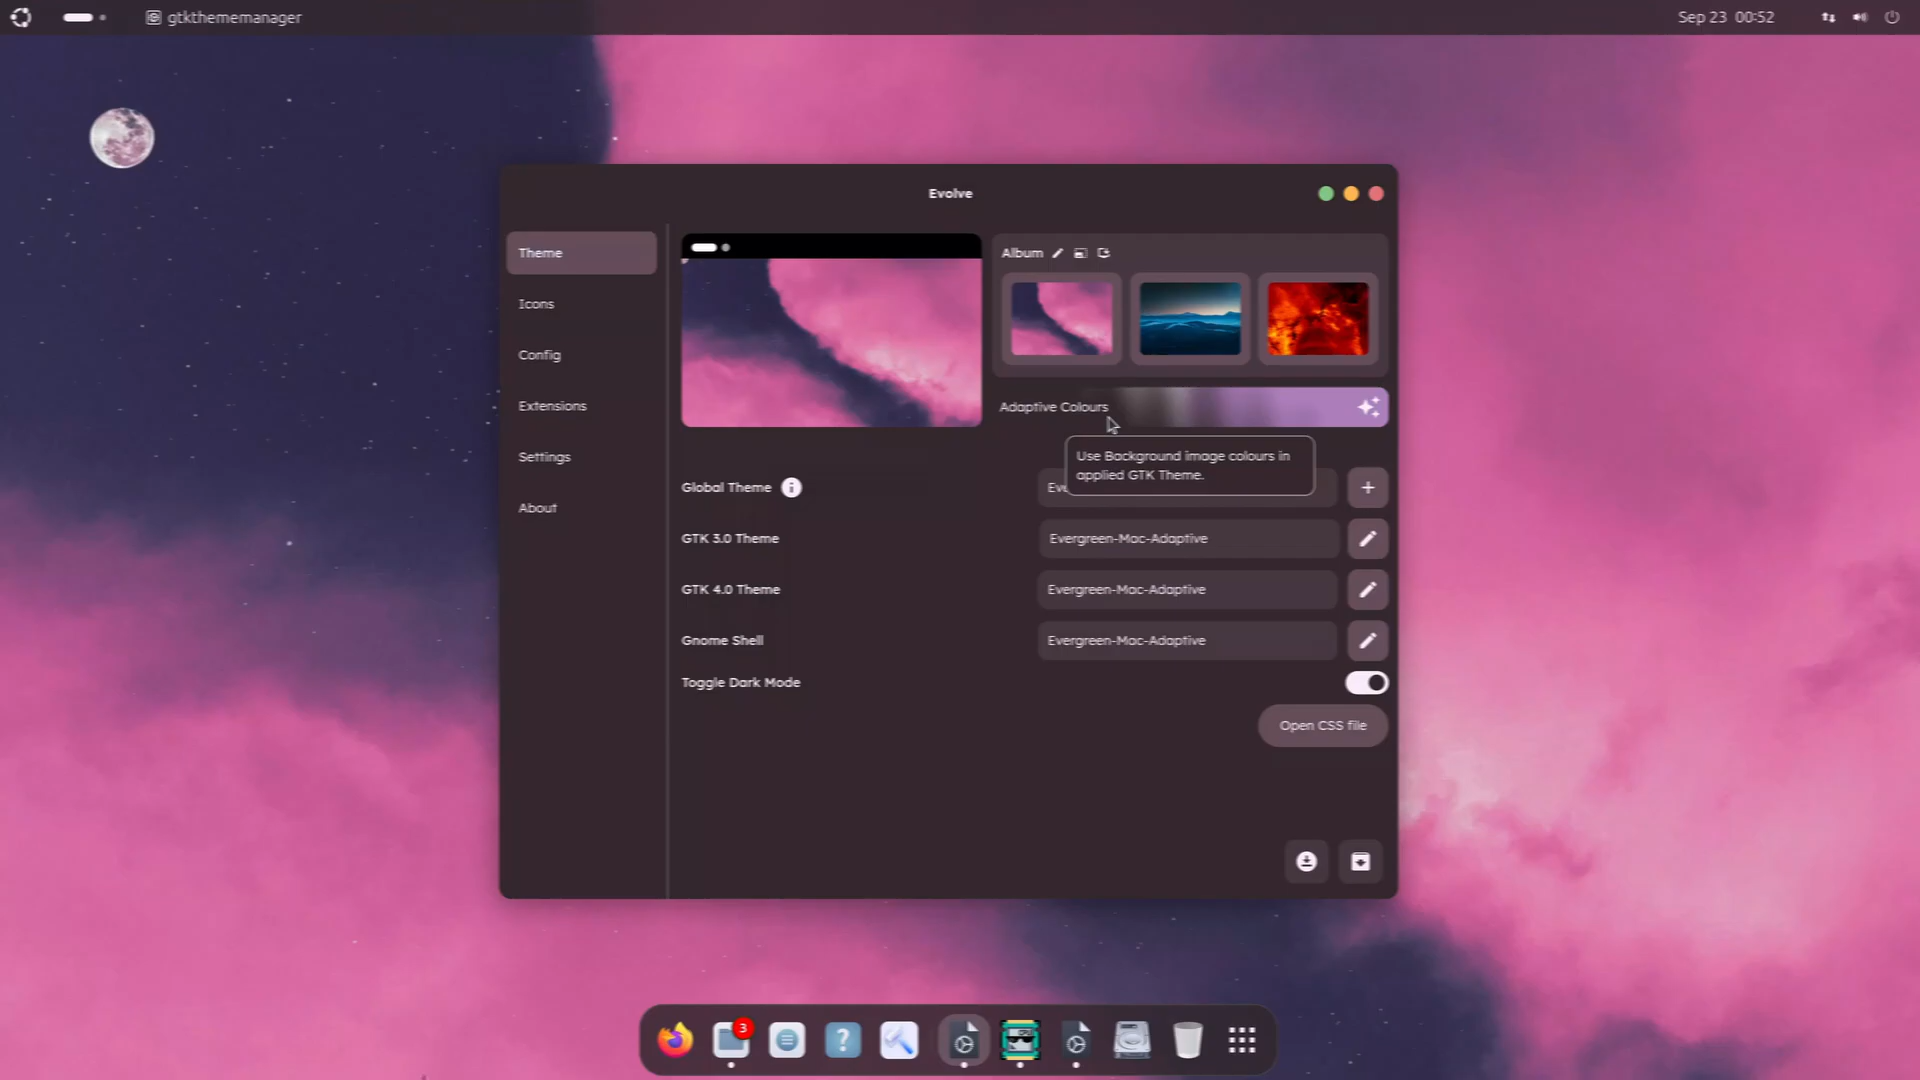 gtkthememanager
Sep 23 00:52
Evolve
Theme
Icons
Config
Extensions
Settings
About
Album
Adaptive Colours
Use Background image colours in
applied GTK Theme.
Global Theme
GTK 3.0 Theme
Evergreen-Mac-Adaptive
GTK 4.0 Theme
Evergreen-Mac-Adaptive
Gnome Shell
Evergreen-Mac-Adaptive
Toggle Dark Mode
Open CSS file
3